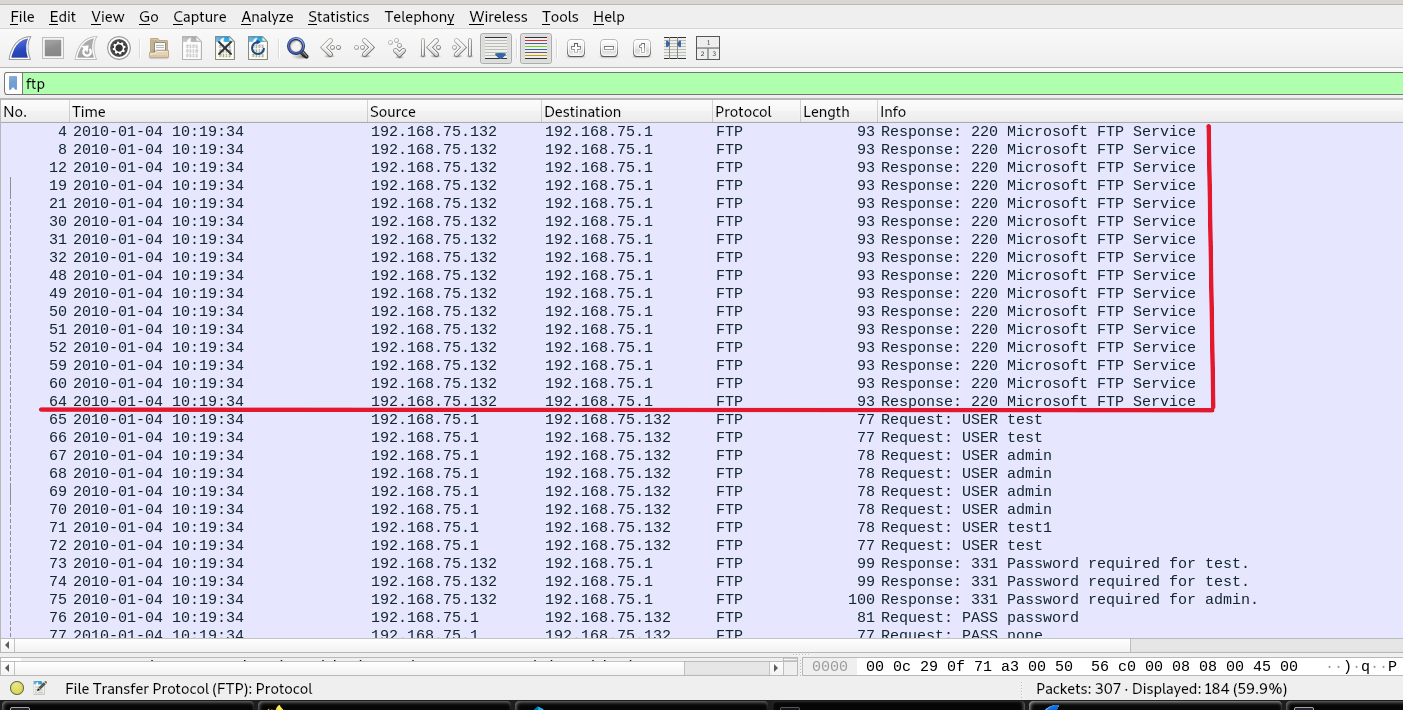 File Edit View Go Capture Analyze Statistics Telephony Wireless Tools Help
ftp
No. Time Source Destination Protocol Length Info
4 2010-01-04 10:19:34 192.168.75.132 192.168.75.1 FTP 93 Response: 220 Microsoft FTP Service
8 2010-01-04 10:19:34 192.168.75.132 192.168.75.1 FTP 93 Response: 220 Microsoft FTP Service
12 2010-01-04 10:19:34 192.168.75.132 192.168.75.1 FTP 93 Response: 220 Microsoft FTP Service
19 2010-01-04 10:19:34 192.168.75.132 192.168.75.1 FTP 93 Response: 220 Microsoft FTP Service
21 2010-01-04 10:19:34 192.168.75.132 192.168.75.1 FTP 93 Response: 220 Microsoft FTP Service
30 2010-01-04 10:19:34 192.168.75.132 192.168.75.1 FTP 93 Response: 220 Microsoft FTP Service
31 2010-01-04 10:19:34 192.168.75.132 192.168.75.1 FTP 93 Response: 220 Microsoft FTP Service
32 2010-01-04 10:19:34 192.168.75.132 192.168.75.1 FTP 93 Response: 220 Microsoft FTP Service
48 2010-01-04 10:19:34 192.168.75.132 192.168.75.1 FTP 93 Response: 220 Microsoft FTP Service
49 2010-01-04 10:19:34 192.168.75.132 192.168.75.1 FTP 93 Response: 220 Microsoft FTP Service
50 2010-01-04 10:19:34 192.168.75.132 192.168.75.1 FTP 93 Response: 220 Microsoft FTP Service
51 2010-01-04 10:19:34 192.168.75.132 192.168.75.1 FTP 93 Response: 220 Microsoft FTP Service
52 2010-01-04 10:19:34 192.168.75.132 192.168.75.1 FTP 93 Response: 220 Microsoft FTP Service
59 2010-01-04 10:19:34 192.168.75.132 192.168.75.1 FTP 93 Response: 220 Microsoft FTP Service
60 2010-01-04 10:19:34 192.168.75.132 192.168.75.1 FTP 93 Response: 220 Microsoft FTP Service
64 2010-01-04 10:19:34 192.168.75.132 192.168.75.1 FTP 93 Response: 220 Microsoft FTP Service
65 2010-01-04 10:19:34 192.168.75.1 192.168.75.132 FTP 77 Request: USER test
66 2010-01-04 10:19:34 192.168.75.1 192.168.75.132 FTP 77 Request: USER test
67 2010-01-04 10:19:34 192.168.75.1 192.168.75.132 FTP 78 Request: USER admin
68 2010-01-04 10:19:34 192.168.75.1 192.168.75.132 FTP 78 Request: USER admin
69 2010-01-04 10:19:34 192.168.75.1 192.168.75.132 FTP 78 Request: USER admin
70 2010-01-04 10:19:34 192.168.75.1 192.168.75.132 FTP 78 Request: USER admin
71 2010-01-04 10:19:34 192.168.75.1 192.168.75.132 FTP 78 Request: USER test1
72 2010-01-04 10:19:34 192.168.75.1 192.168.75.132 FTP 77 Request: USER test
73 2010-01-04 10:19:34 192.168.75.132 192.168.75.1 FTP 99 Response: 331 Password required for test.
74 2010-01-04 10:19:34 192.168.75.132 192.168.75.1 FTP 99 Response: 331 Password required for test.
75 2010-01-04 10:19:34 192.168.75.132 192.168.75.1 FTP 100 Response: 331 Password required for admin.
76 2010-01-04 10:19:34 192.168.75.1 192.168.75.132 FTP 81 Request: PASS password
77 2010-01-04 10:19:34 192.168.75.1 192.168.75.132 FTP 77 Request: PASS none
0000 00 0c 29 0f 71 a3 00 50 56 c0 00 08 08 00 45 00 ··)·q··P
File Transfer Protocol (FTP): Protocol Packets: 307 · Displayed: 184 (59.9%)